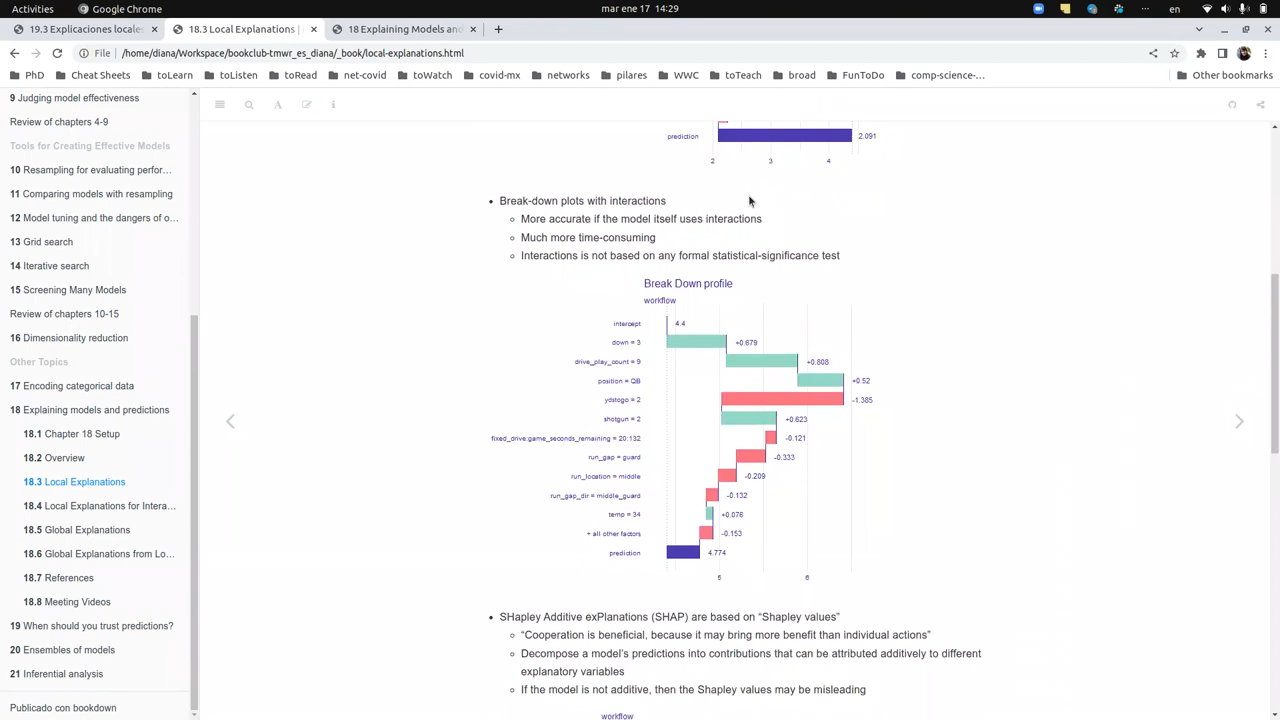 Activities
Google Chrome
mar ene 17 14:29
en
19.3 Explicaciones locales
18.3 Local Explanations |
18 Explaining Models and
File
/home/diana/Workspace/bookclub-tmwr_es_diana/_book/local-explanations.html
PhD
Cheat Sheets
toLearn
toListen
toRead
net-covid
toWatch
covid-mx
networks
pilares
WWC
toTeach
broad
FunToDo
comp-science-…
Other bookmarks
9 Judging model effectiveness
Review of chapters 4-9
Tools for Creating Effective Models
10 Resampling for evaluating perfor…
11 Comparing models with resampling
12 Model tuning and the dangers of o…
13 Grid search
14 Iterative search
15 Screening Many Models
Review of chapters 10-15
16 Dimensionality reduction
Other Topics
17 Encoding categorical data
18 Explaining models and predictions
18.1 Chapter 18 Setup
18.2 Overview
18.3 Local Explanations
18.4 Local Explanations for Intera…
18.5 Global Explanations
18.6 Global Explanations from Lo…
18.7 References
18.8 Meeting Videos
19 When should you trust predictions?
20 Ensembles of models
21 Inferential analysis
Publicado con bookdown
prediction 2.091
2 3 4
• Break-down plots with interactions
More accurate if the model itself uses interactions
Much more time-consuming
Interactions is not based on any formal statistical-significance test
Break Down profile
workflow
intercept 4.4
down = 3 +0.679
drive_play_count = 9 +0.808
position = QB +0.52
ydstogo = 2 -1.385
shotgun = 2 +0.623
fixed_drive:game_seconds_remaining = 20:132 -0.121
run_gap = guard -0.333
run_location = middle -0.209
run_gap_dir = middle_guard -0.132
temp = 34 +0.076
+ all other factors -0.153
prediction 4.774
5 6
• SHapley Additive exPlanations (SHAP) are based on “Shapley values”
“Cooperation is beneficial, because it may bring more benefit than individual actions”
Decompose a model’s predictions into contributions that can be attributed additively to different
explanatory variables
If the model is not additive, then the Shapley values may be misleading
workflow